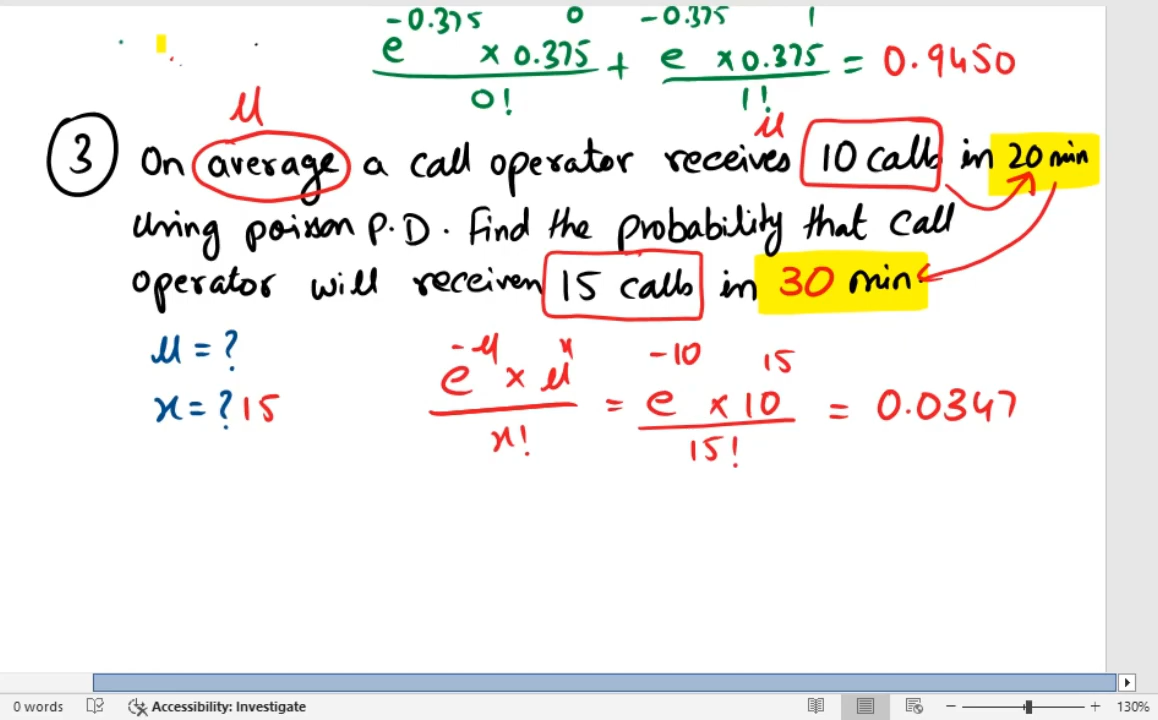 -0.375 0 -0.375 1
e × 0.375 + e × 0.375 = 0.9450
0! 1!
μ μ
3 On average a call operator receives 10 calls in 20 min
Using poisson P.D. find the probability that call
operator will receiven 15 calls in 30 min
μ = ? -μ x -10 15
e × μ = e × 10 = 0.0347
x = ? 15
x! 15!
0 words Accessibility: Investigate 130%